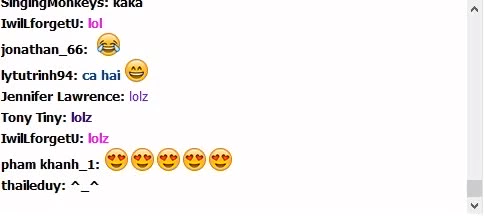 SingingMonkeys: kaka
IwilLforgetU: lol
jonathan_66: 😂
lytutrinh94: ca hai 😄
Jennifer Lawrence: lolz
Tony Tiny: lolz
IwilLforgetU: lolz
pham khanh_1: 😍😍😍😍😍
thaileduy: ^_^